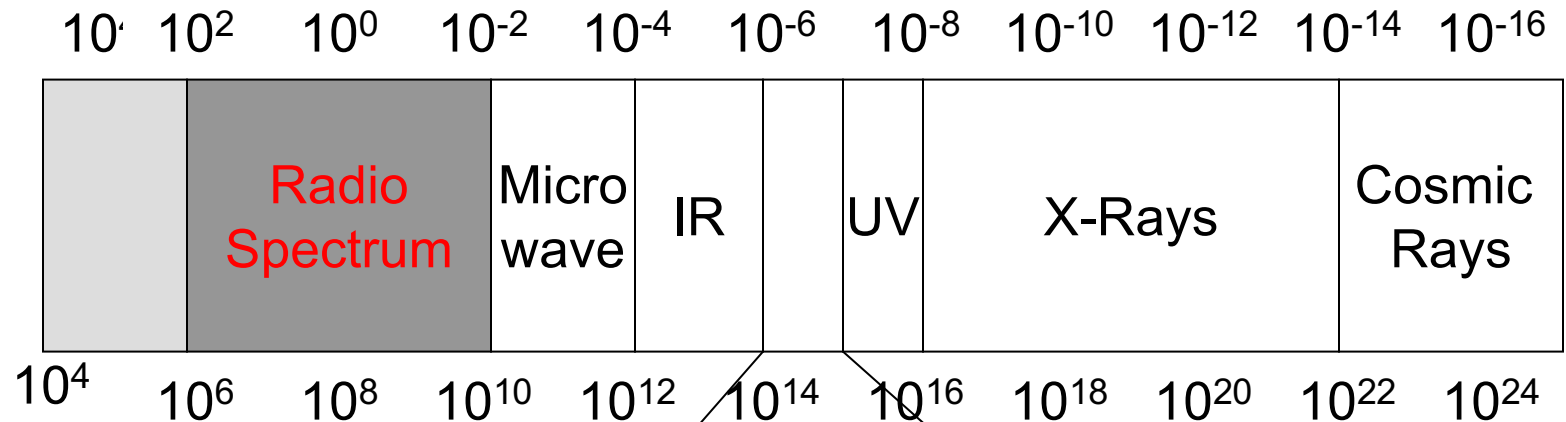 10 10² 10⁰ 10⁻² 10⁻⁴ 10⁻⁶ 10⁻⁸ 10⁻¹⁰ 10⁻¹² 10⁻¹⁴ 10⁻¹⁶
Radio
Spectrum
Micro
wave
IR
UV
X-Rays
Cosmic
Rays
10⁴ 10⁶ 10⁸ 10¹⁰ 10¹² 10¹⁴ 10¹⁶ 10¹⁸ 10²⁰ 10²² 10²⁴